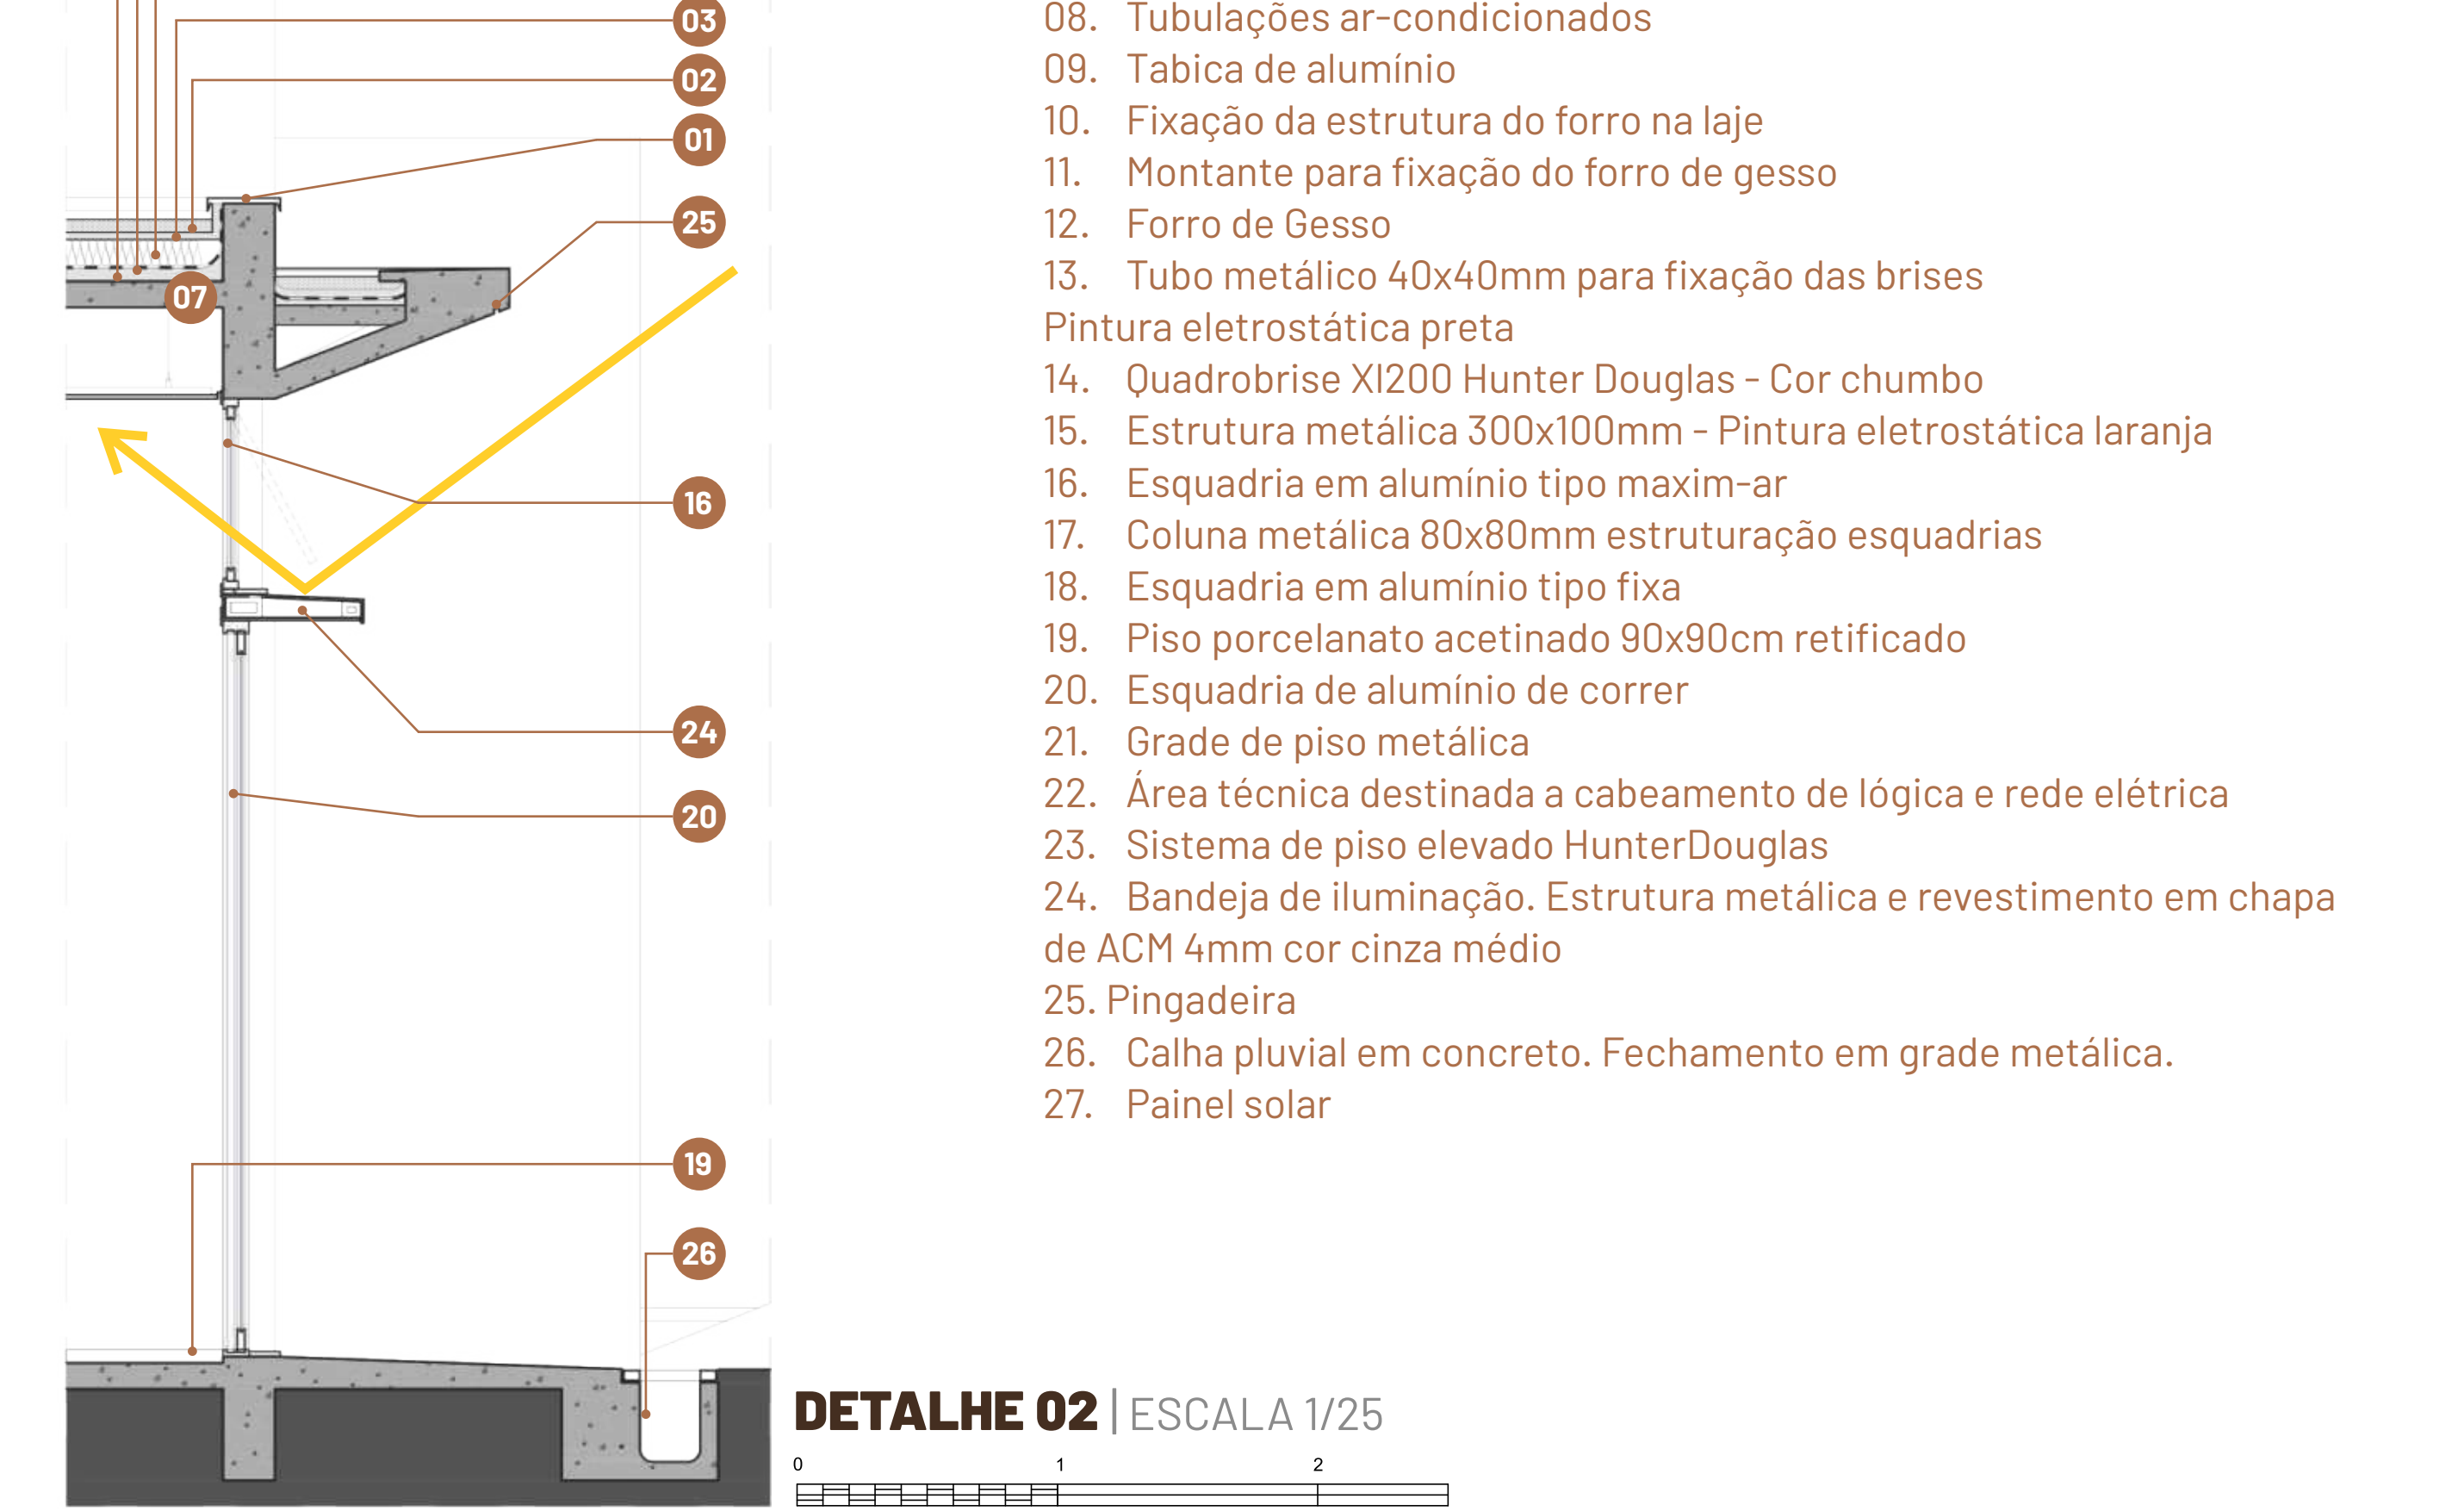 03
02
01
25
07
16
24
20
19
26
08. Tubulações ar-condicionados
09. Tabica de alumínio
10. Fixação da estrutura do forro na laje
11. Montante para fixação do forro de gesso
12. Forro de Gesso
13. Tubo metálico 40x40mm para fixação das brises
Pintura eletrostática preta
14. Quadrobrise XI200 Hunter Douglas - Cor chumbo
15. Estrutura metálica 300x100mm - Pintura eletrostática laranja
16. Esquadria em alumínio tipo maxim-ar
17. Coluna metálica 80x80mm estruturação esquadrias
18. Esquadria em alumínio tipo fixa
19. Piso porcelanato acetinado 90x90cm retificado
20. Esquadria de alumínio de correr
21. Grade de piso metálica
22. Área técnica destinada a cabeamento de lógica e rede elétrica
23. Sistema de piso elevado HunterDouglas
24. Bandeja de iluminação. Estrutura metálica e revestimento em chapa
de ACM 4mm cor cinza médio
25. Pingadeira
26. Calha pluvial em concreto. Fechamento em grade metálica.
27. Painel solar
DETALHE 02 | ESCALA 1/25
0 1 2